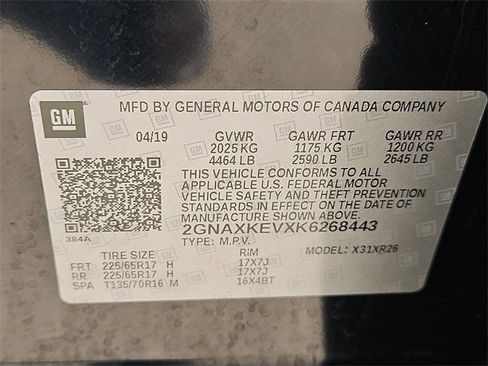 GM
MFD BY GENERAL MOTORS OF CANADA COMPANY
04/19 GVWR GAWR FRT GAWR RR
2025 KG 1175 KG 1200 KG
4464 LB 2590 LB 2645 LB
THIS VEHICLE CONFORMS TO ALL
APPLICABLE U.S. FEDERAL MOTOR
VEHICLE SAFETY AND THEFT PREVENTION
STANDARDS IN EFFECT ON THE DATE OF
MANUFACTURE SHOWN ABOVE.
2GNAXKEVXK6268443
384A
TYPE: M.P.V. MODEL: X31XR26
TIRE SIZE RIM
FRT 225/65R17 H 17X7J
RR 225/65R17 H 17X7J
SPA T135/70R16 M 16X4BT